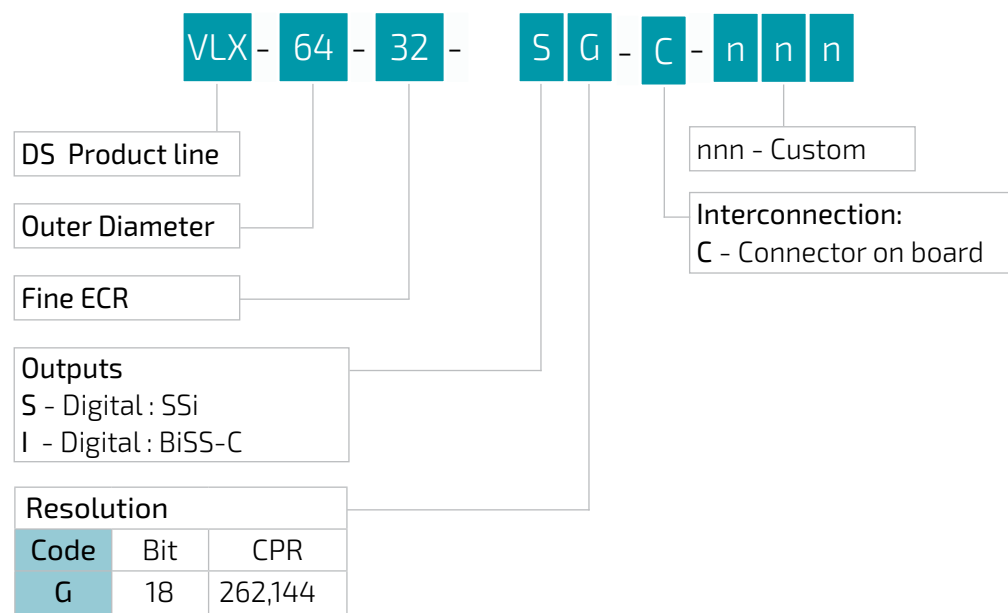 VLX - 64 - 32 - S G - C - n n n
DS Product line
nnn - Custom
Outer Diameter
Interconnection:
C - Connector on board
Fine ECR
Outputs
S - Digital : SSi
I - Digital : BiSS-C
Resolution
Code Bit CPR
G 18 262,144